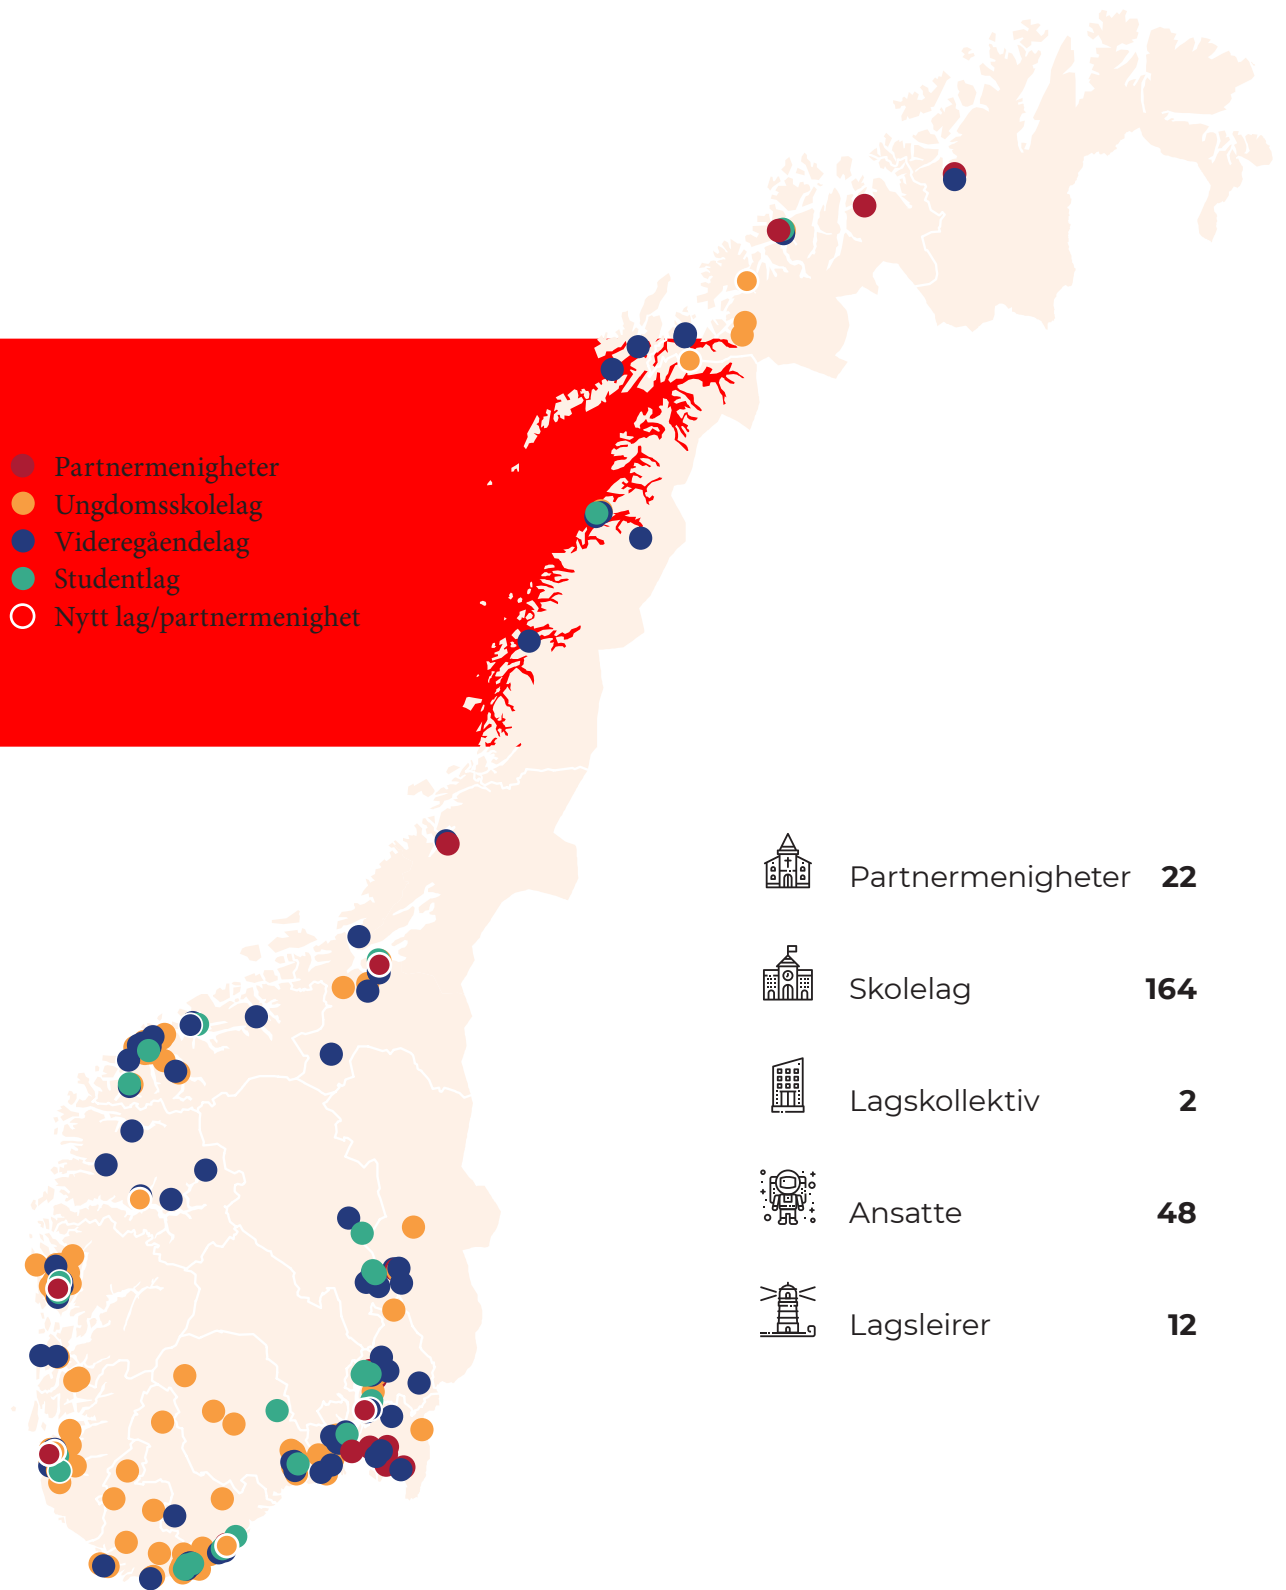 Partnermenigheter
Ungdomsskolelag
Videregåendelag
Studentlag
Nytt lag/partnermenighet
Partnermenigheter 22
Skolelag 164
Lagskollektiv 2
Ansatte 48
Lagsleirer 12